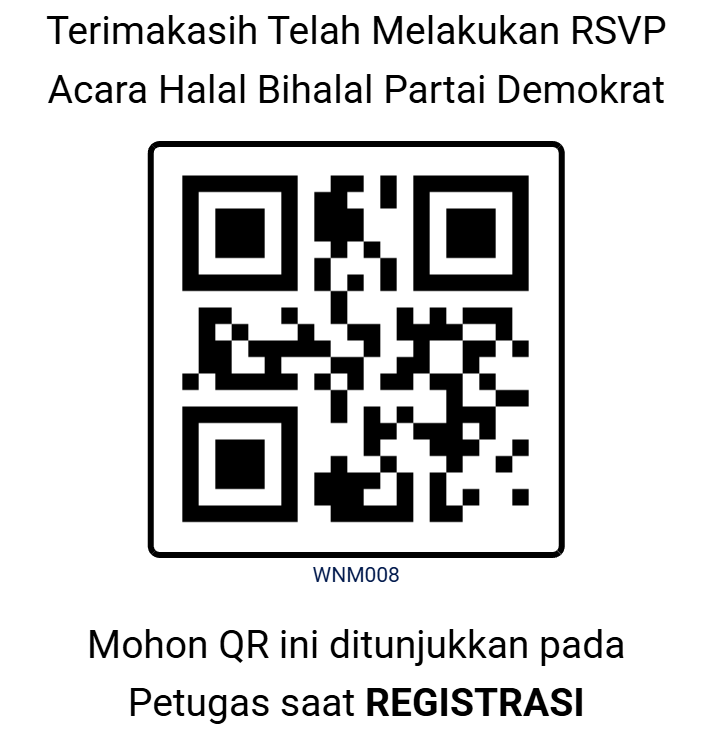 Terimakasih Telah Melakukan RSVP
Acara Halal Bihalal Partai Demokrat
WNM008
Mohon QR ini ditunjukkan pada
Petugas saat REGISTRASI